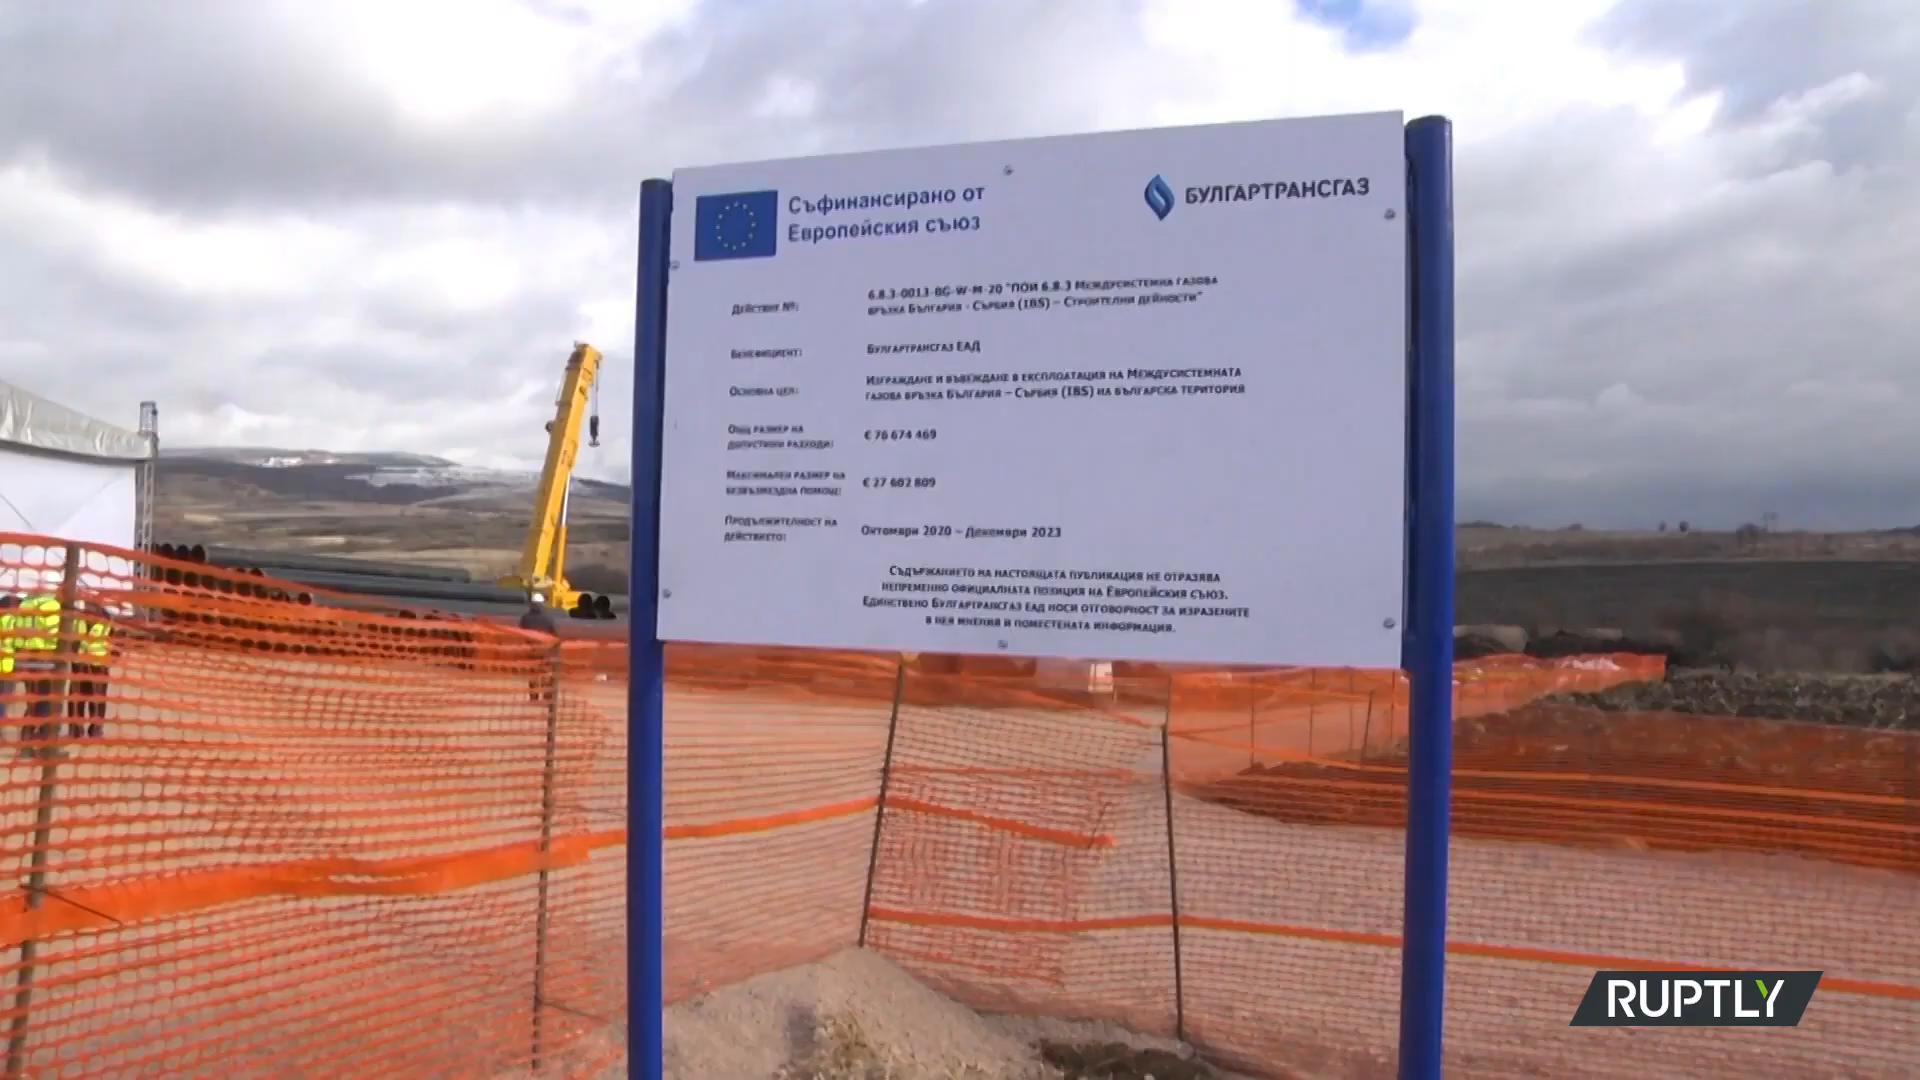 Съфинансирано от
Европейския съюз
БУЛГАРТРАНСГАЗ
Действие №:
6.8.3-0013-BG-W-M-20 "ПОИ 6.8.3 Междусистемна газова
връзка България - Сърбия (IBS) – Строителни дейности"
Бенефициент:
Булгартрансгаз ЕАД
Основна цел:
Изграждане и въвеждане в експлоатация на Междусистемната
газова връзка България – Сърбия (IBS) на българска територия
Общ размер на
допустими разходи:
€ 76 674 469
Максимален размер на
безвъзмездна помощ:
€ 27 602 809
Продължителност на
действието:
Октомври 2020 – Декември 2023
Съдържанието на настоящата публикация не отразява
непременно официалната позиция на Европейския съюз.
Единствено Булгартрансгаз ЕАД носи отговорност за изразените
в нея мнения и поместената информация.
RUPTLY